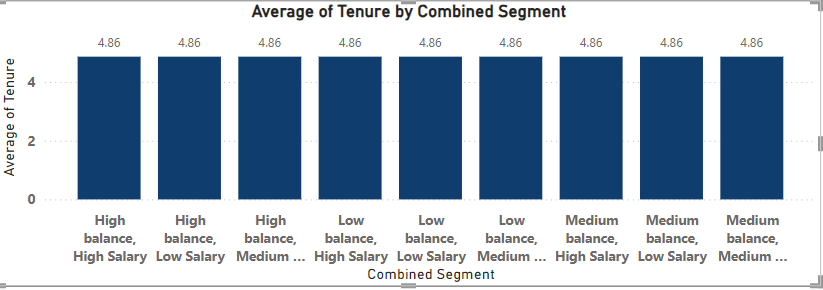 Average of Tenure by Combined Segment
4.86 4.86 4.86 4.86 4.86 4.86 4.86 4.86 4.86
Average of Tenure
4
2
0
High balance, High Salary
High balance, Low Salary
High balance, Medium ...
Low balance, High Salary
Low balance, Low Salary
Low balance, Medium ...
Medium balance, High Salary
Medium balance, Low Salary
Medium balance, Medium ...
Combined Segment